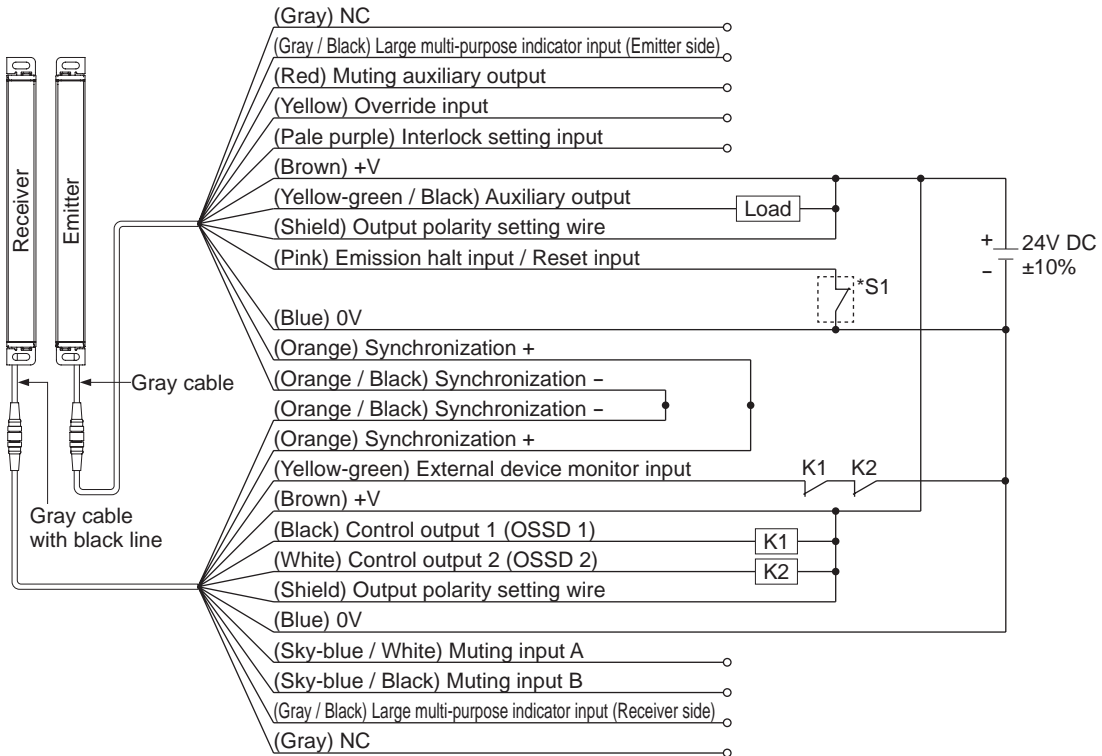 (Gray) NC
(Gray / Black) Large multi-purpose indicator input (Emitter side)
(Red) Muting auxiliary output
(Yellow) Override input
(Pale purple) Interlock setting input
(Brown) +V
(Yellow-green / Black) Auxiliary output
Load
(Shield) Output polarity setting wire
(Pink) Emission halt input / Reset input
+
−
24V DC
±10%
*S1
(Blue) 0V
(Orange) Synchronization +
(Orange / Black) Synchronization −
(Orange / Black) Synchronization −
(Orange) Synchronization +
(Yellow-green) External device monitor input
K1
K2
(Brown) +V
(Black) Control output 1 (OSSD 1)
K1
(White) Control output 2 (OSSD 2)
K2
(Shield) Output polarity setting wire
(Blue) 0V
(Sky-blue / White) Muting input A
(Sky-blue / Black) Muting input B
(Gray / Black) Large multi-purpose indicator input (Receiver side)
(Gray) NC
Receiver
Emitter
Gray cable
Gray cable
with black line